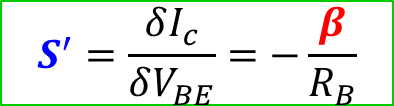 S′ = δI_c / δV_BE = − β / R_B